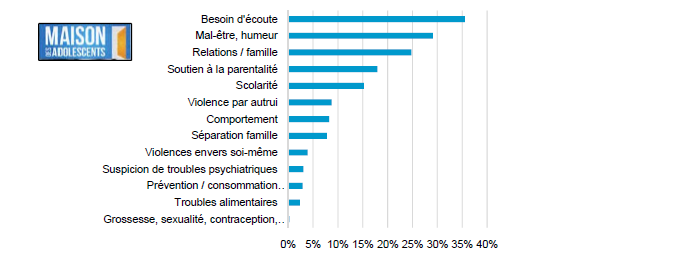 MAISON
DES
ADOLESCENTS
Besoin d'écoute
Mal-être, humeur
Relations / famille
Soutien à la parentalité
Scolarité
Violence par autrui
Comportement
Séparation famille
Violences envers soi-même
Suspicion de troubles psychiatriques
Prévention / consommation..
Troubles alimentaires
Grossesse, sexualité, contraception,..
0% 5% 10% 15% 20% 25% 30% 35% 40%